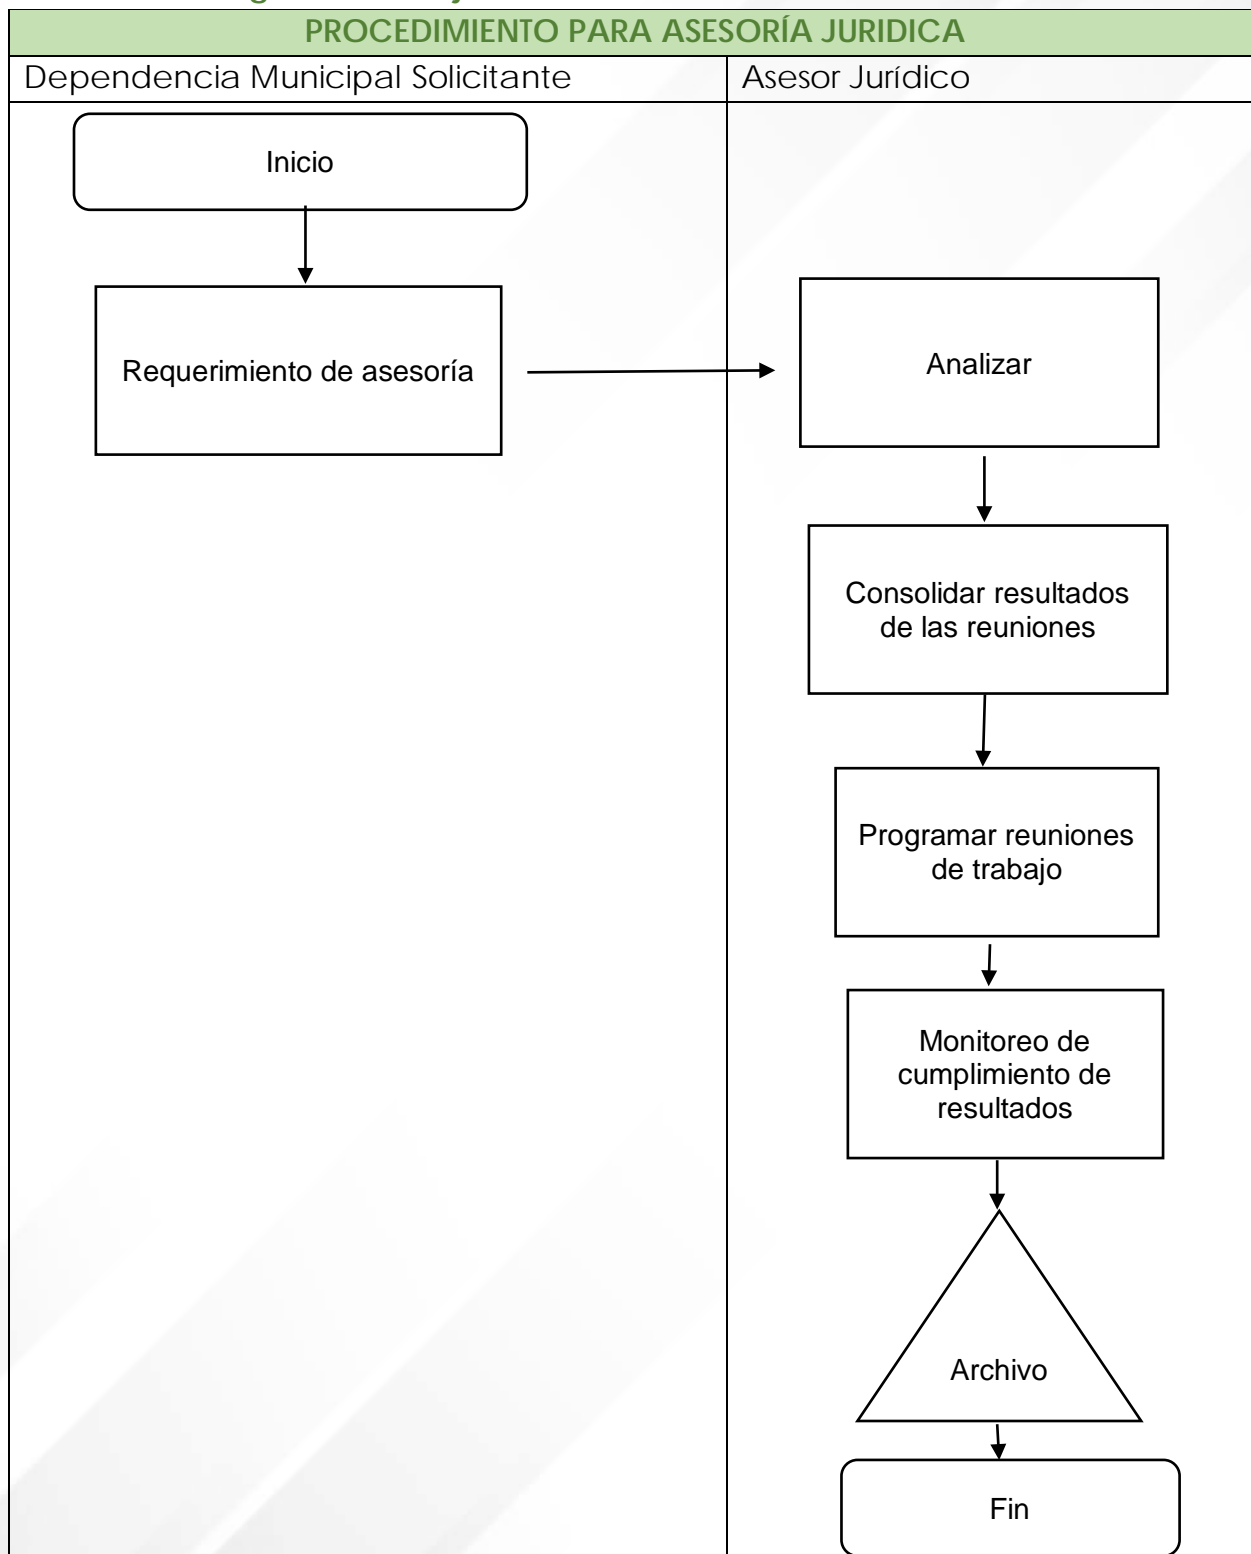 PROCEDIMIENTO PARA ASESORÍA JURIDICA
Dependencia Municipal Solicitante
Asesor Jurídico
Inicio
Requerimiento de asesoría
Analizar
Consolidar resultados
de las reuniones
Programar reuniones
de trabajo
Monitoreo de
cumplimiento de
resultados
Archivo
Fin